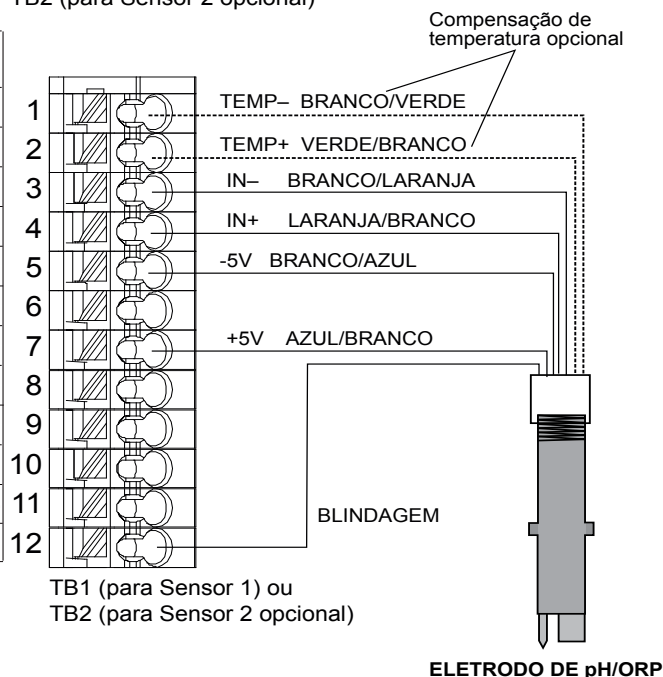 TB2 (para Sensor 2 opcional)
Compensação de
temperatura opcional
1 TEMP– BRANCO/VERDE
2 TEMP+ VERDE/BRANCO
3 IN– BRANCO/LARANJA
4 IN+ LARANJA/BRANCO
5 -5V BRANCO/AZUL
6
7 +5V AZUL/BRANCO
8
9
10
11 BLINDAGEM
12
TB1 (para Sensor 1) ou
TB2 (para Sensor 2 opcional)
ELETRODO DE pH/ORP